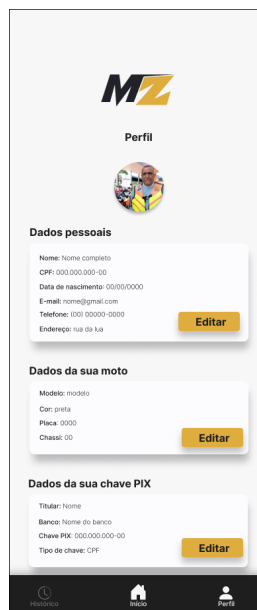 MZ
Perfil
Dados pessoais
Nome: Nome completo
CPF: 000.000.000-00
Data de nascimento: 00/00/0000
E-mail: nome@gmail.com
Telefone: (00) 00000-0000
Endereço: rua da lua
Editar
Dados da sua moto
Modelo: modelo
Cor: preta
Placa: 0000
Chassi: 00
Editar
Dados da sua chave PIX
Titular: Nome
Banco: Nome do banco
Chave PIX: 000.000.000-00
Tipo de chave: CPF
Editar
Histórico
Início
Perfil